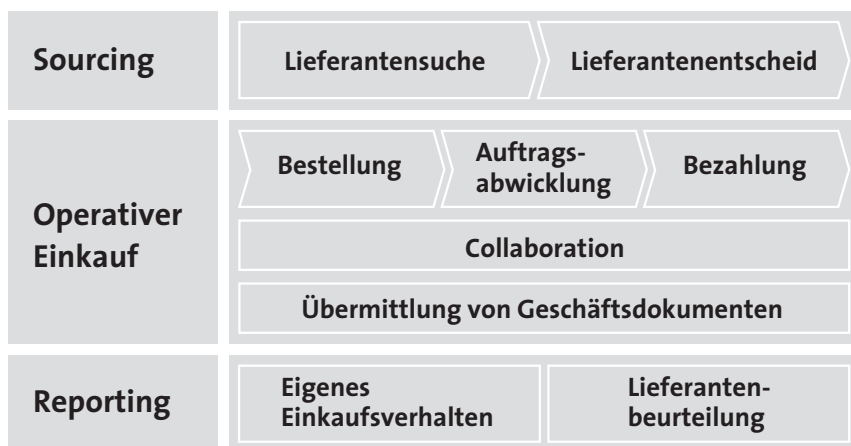 Sourcing
Lieferantensuche
Lieferantenentscheid
Operativer
Einkauf
Bestellung
Auftrags-
abwicklung
Bezahlung
Collaboration
Übermittlung von Geschäftsdokumenten
Reporting
Eigenes
Einkaufsverhalten
Lieferanten-
beurteilung